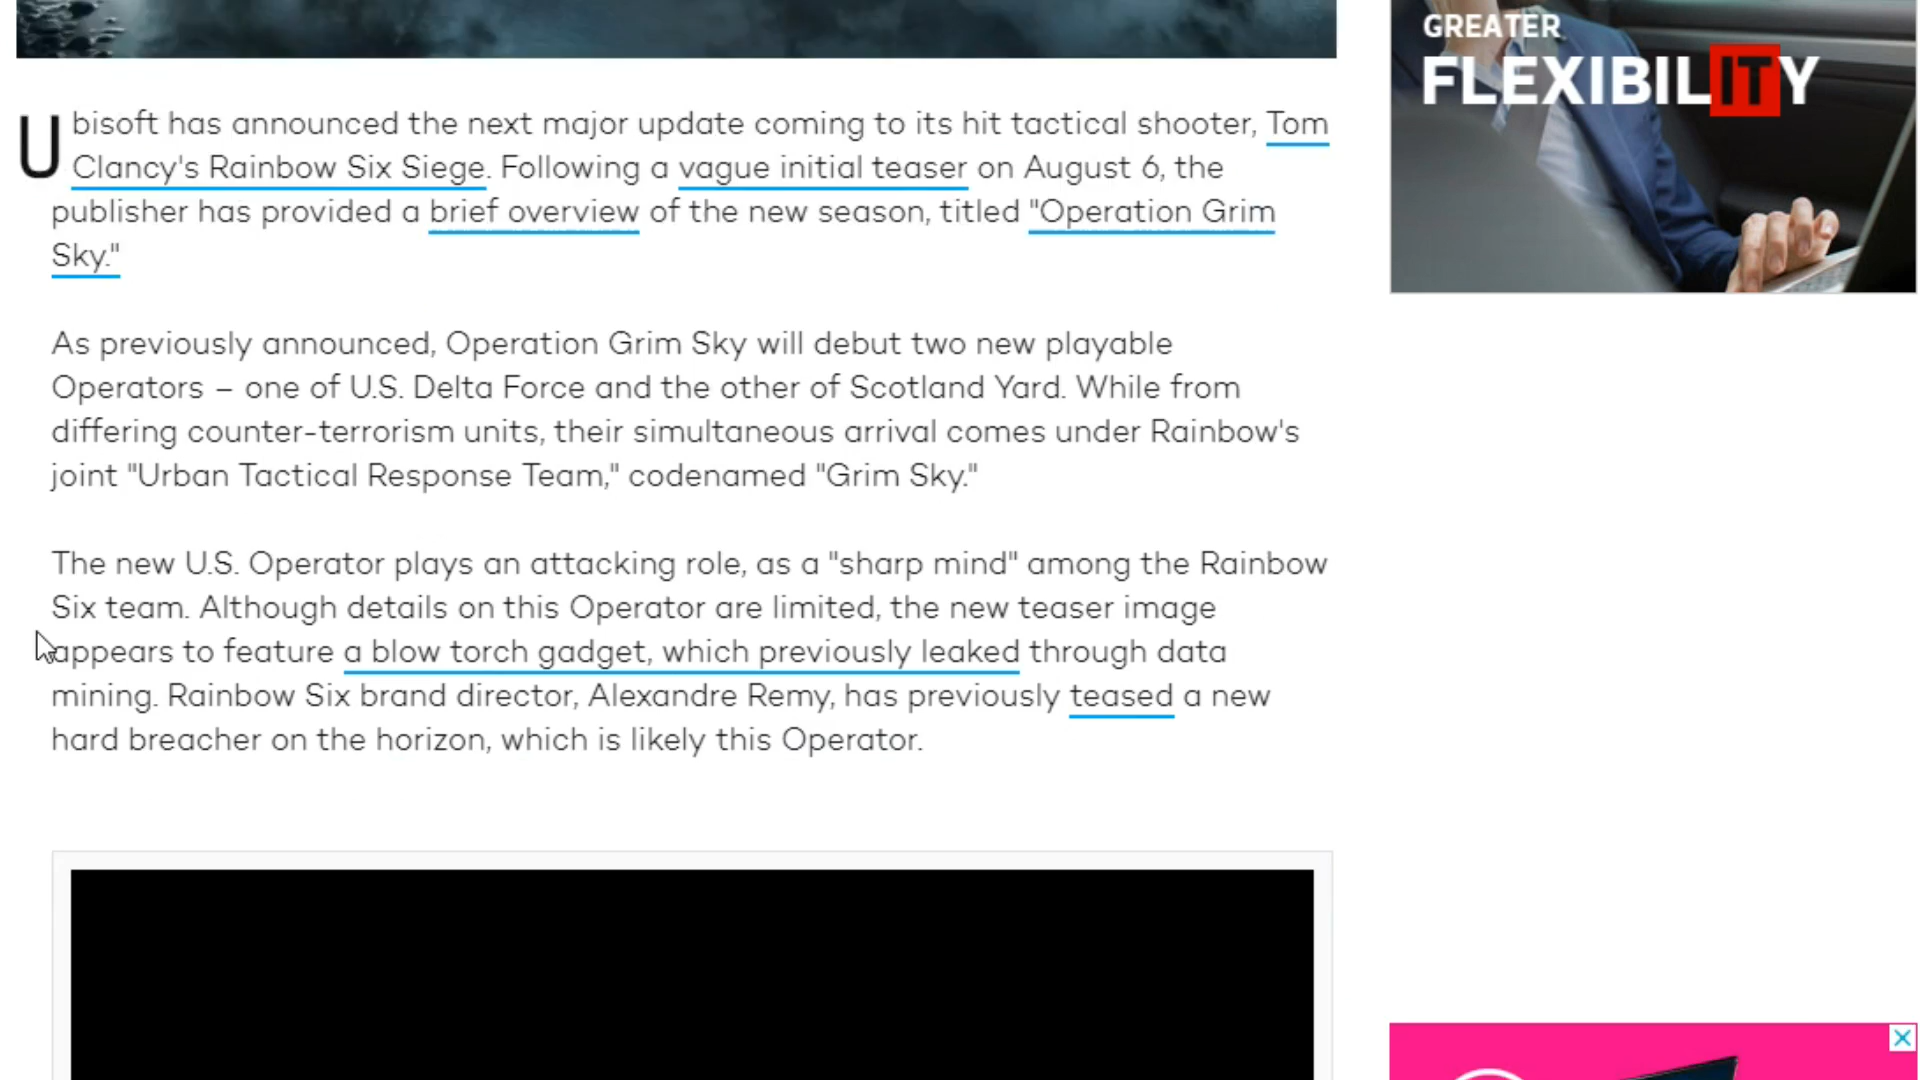 Ubisoft has announced the next major update coming to its hit tactical shooter, Tom
Clancy's Rainbow Six Siege. Following a vague initial teaser on August 6, the
publisher has provided a brief overview of the new season, titled "Operation Grim
Sky."
As previously announced, Operation Grim Sky will debut two new playable
Operators – one of U.S. Delta Force and the other of Scotland Yard. While from
differing counter-terrorism units, their simultaneous arrival comes under Rainbow's
joint "Urban Tactical Response Team," codenamed "Grim Sky."
The new U.S. Operator plays an attacking role, as a "sharp mind" among the Rainbow
Six team. Although details on this Operator are limited, the new teaser image
appears to feature a blow torch gadget, which previously leaked through data
mining. Rainbow Six brand director, Alexandre Remy, has previously teased a new
hard breacher on the horizon, which is likely this Operator.
GREATER
FLEXIBILITY